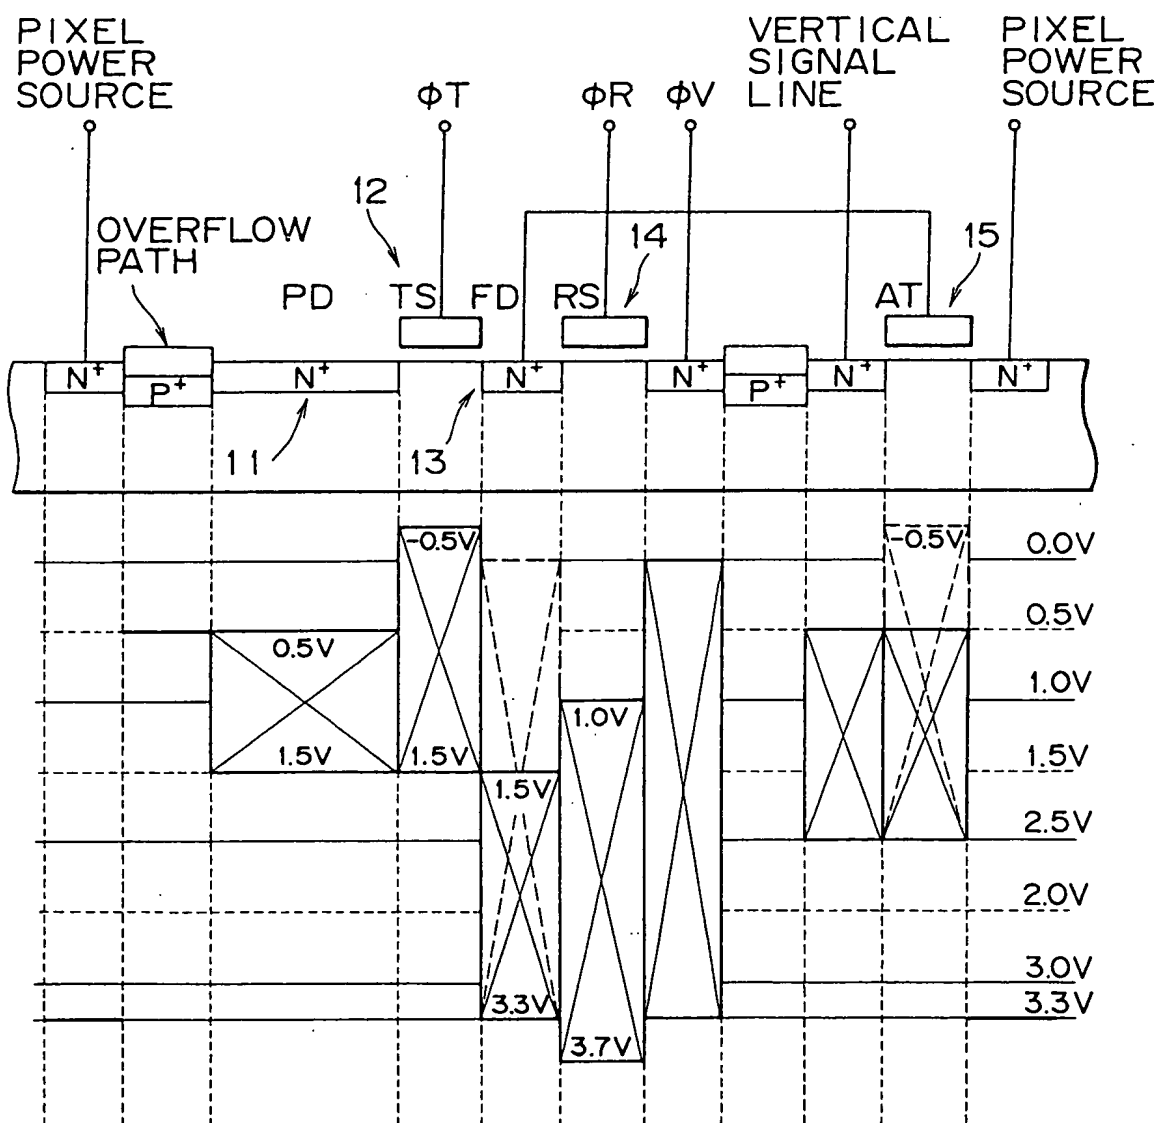 PIXEL
POWER
SOURCE
VERTICAL
SIGNAL
LINE
PIXEL
POWER
SOURCE
ΦT
ΦR
ΦV
12
OVERFLOW
PATH
14
15
PD
TS
FD
RS
AT
N+
P+
N+
N+
N+
P+
N+
N+
11
13
-0.5V
-0.5V
0.0V
0.5V
0.5V
1.0V
1.0V
1.5V
1.5V
1.5V
1.5V
2.5V
2.0V
3.0V
3.3V
3.3V
3.7V